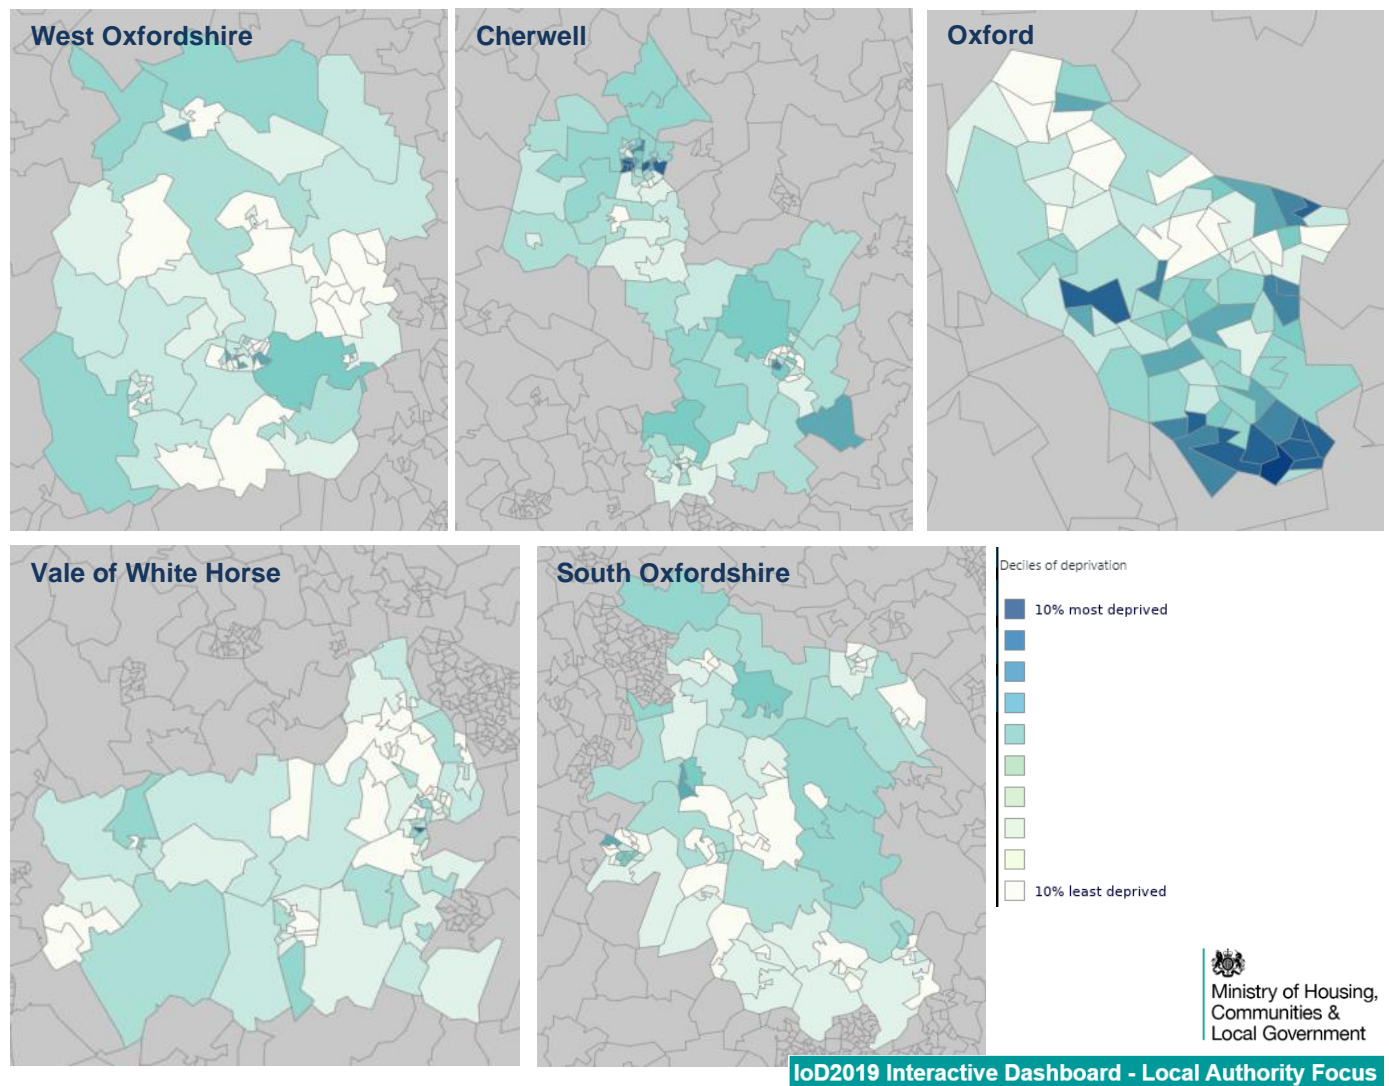 West Oxfordshire
Cherwell
Oxford
Vale of White Horse
South Oxfordshire
Deciles of deprivation
10% most deprived
10% least deprived
Ministry of Housing,
Communities &
Local Government
IoD2019 Interactive Dashboard - Local Authority Focus